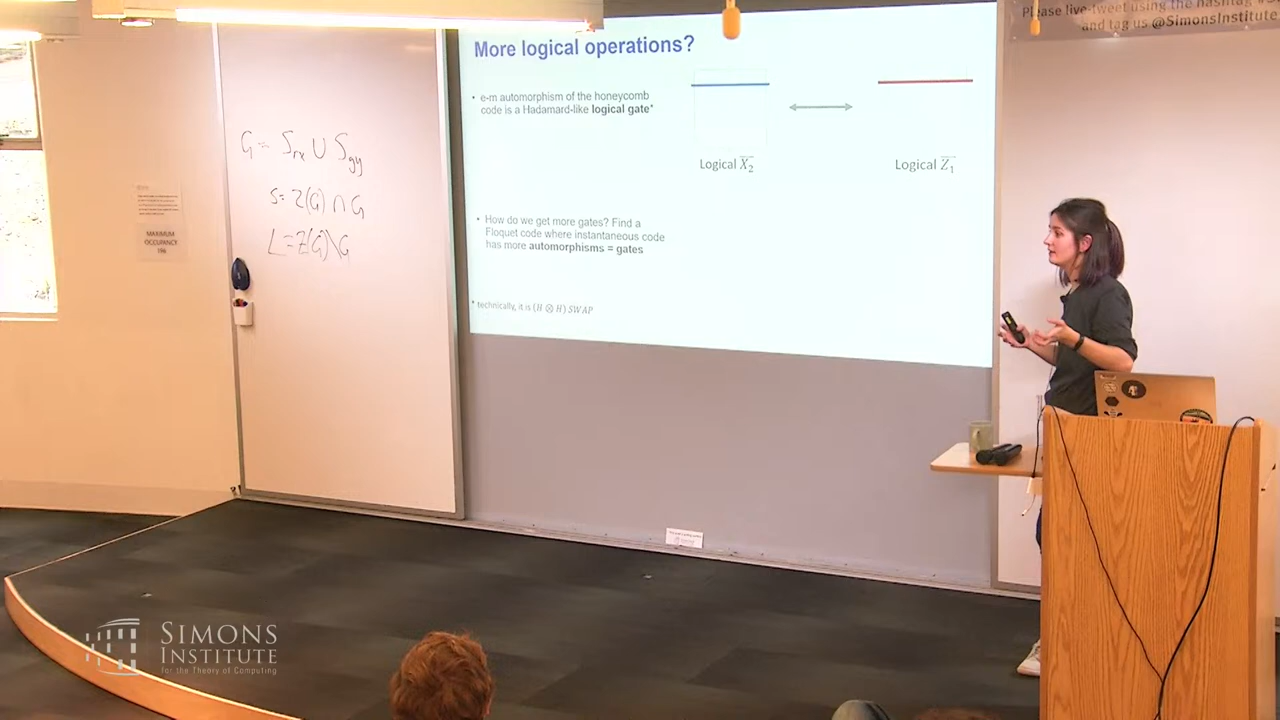 Please live-tweet using the hashtag
and tag us @SimonsInstitute
More logical operations?
• e-m automorphism of the honeycomb
code is a Hadamard-like logical gate*
Logical X̅₂
Logical Z̅₁
• How do we get more gates? Find a
Floquet code where instantaneous code
has more automorphisms = gates
* technically, it is (H ⊗ H) SWAP
G = S_rx ∪ S_gy
S = Z(G) ∩ G
L = Z(G) \ G
MAXIMUM
OCCUPANCY
SIMONS
INSTITUTE
for the Theory of Computing